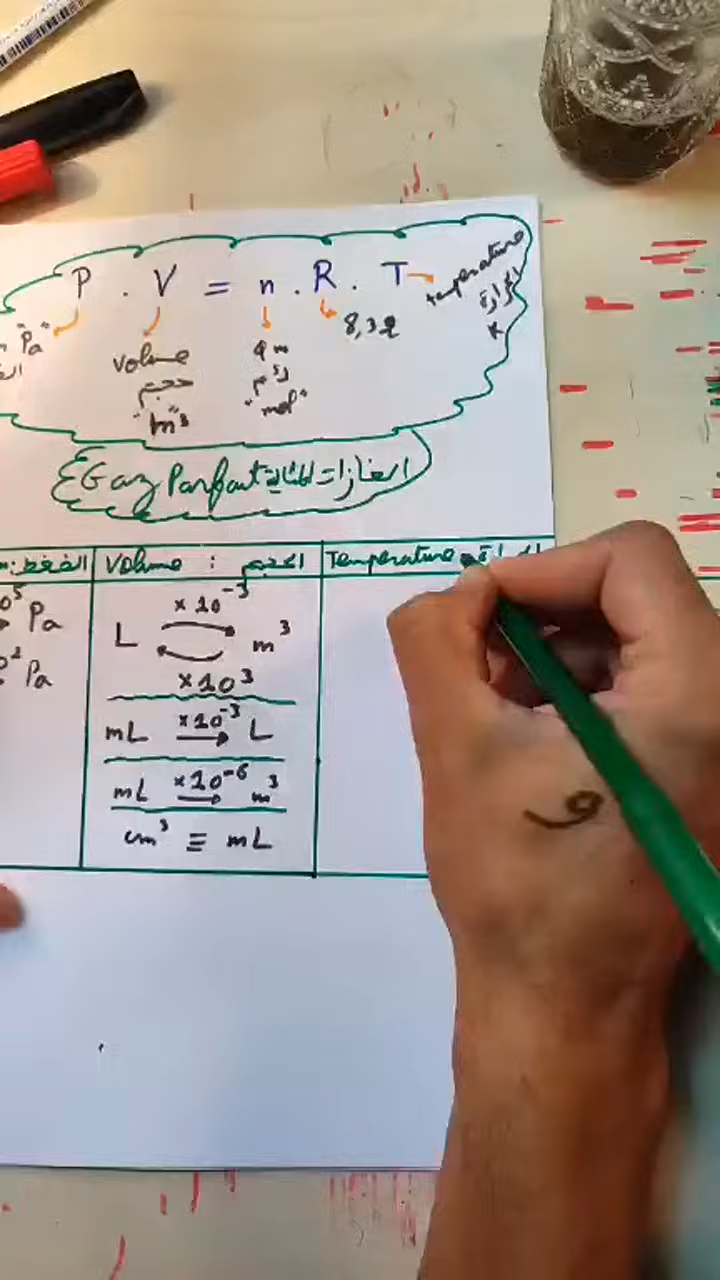 P . V = n . R . T
temperature
"Pa"
8,32
volume
حجم
"m³"
"mol"
K
Gaz Parfait الغازات المثالية
الضغط:
Volume : الحجم
Temperature
Pa
L ×10⁻³ m³
×10³
10² Pa
mL ×10⁻³ L
mL ×10⁻⁶ m³
cm³ ≡ mL